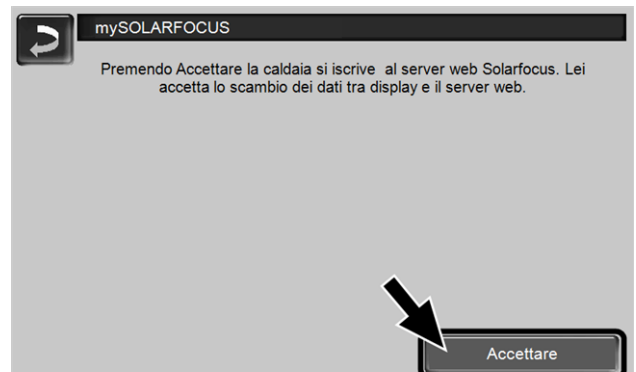 mySOLARFOCUS
Premendo Accettare la caldaia si iscrive al server web Solarfocus. Lei
accetta lo scambio dei dati tra display e il server web.
Accettare